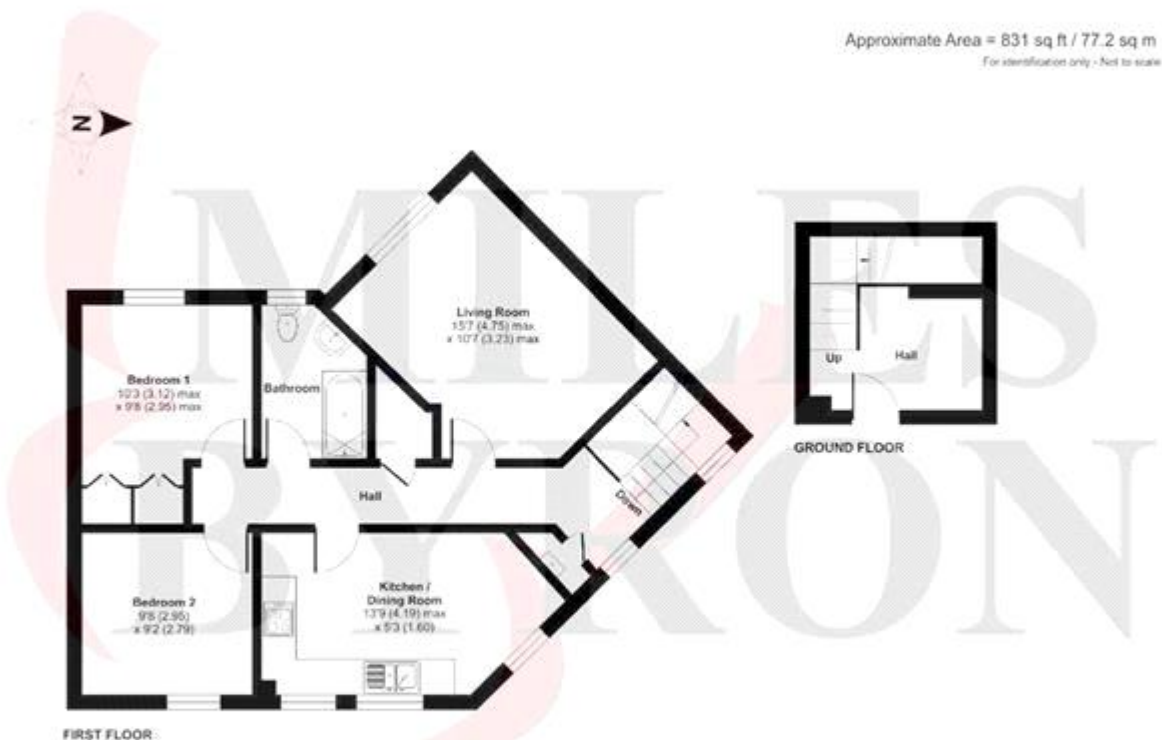 Approximate Area = 831 sq ft / 77.2 sq m
For identification only - Not to scale
N
MILES
BYRON
Living Room
15'7 (4.75) max
x 10'7 (3.23) max
Bedroom 1
10'3 (3.12) max
x 9'8 (2.95) max
Bathroom
Up
Hall
GROUND FLOOR
Hall
Down
Kitchen /
Dining Room
13'9 (4.19) max
x 5'3 (1.60)
Bedroom 2
9'8 (2.95)
x 9'2 (2.79)
FIRST FLOOR